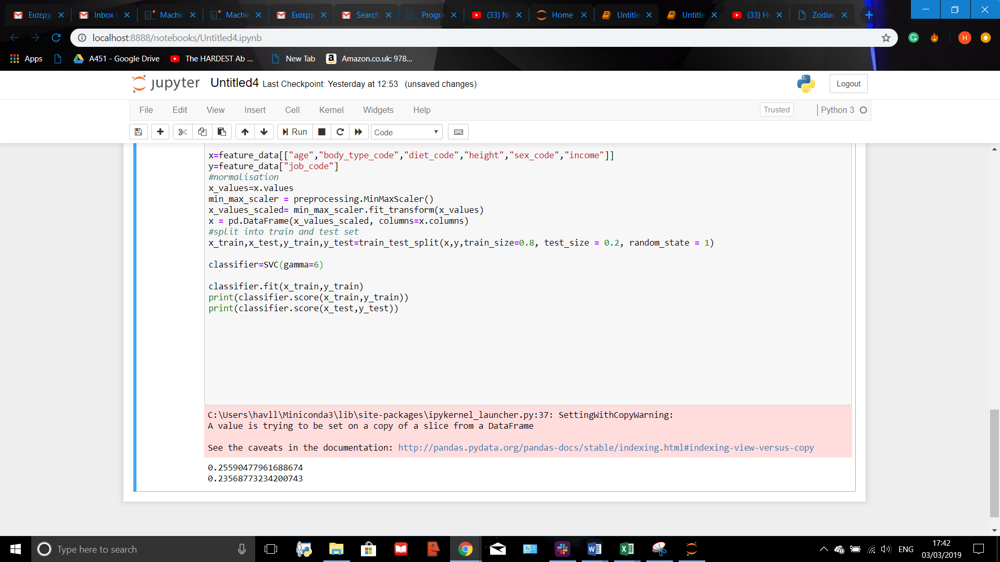 Εισερχ
Inbox (
Machin
Machin
Εισερχ
Search
Progra
(33) Ni
Home
Untitle
Untitle
(33) He
Zodiac
localhost:8888/notebooks/Untitled4.ipynb
H
Apps
A451 - Google Drive
The HARDEST Ab ...
New Tab
Amazon.co.uk: 978...
jupyter Untitled4 Last Checkpoint: Yesterday at 12:53 (unsaved changes)
Logout
File Edit View Insert Cell Kernel Widgets Help
Trusted
Python 3
Run
Code
x=feature_data[["age","body_type_code","diet_code","height","sex_code","income"]]
y=feature_data["job_code"]
#normalisation
x_values=x.values
min_max_scaler = preprocessing.MinMaxScaler()
x_values_scaled= min_max_scaler.fit_transform(x_values)
x = pd.DataFrame(x_values_scaled, columns=x.columns)
#split into train and test set
x_train,x_test,y_train,y_test=train_test_split(x,y,train_size=0.8, test_size = 0.2, random_state = 1)
classifier=SVC(gamma=6)
classifier.fit(x_train,y_train)
print(classifier.score(x_train,y_train))
print(classifier.score(x_test,y_test))
C:\Users\havll\Miniconda3\lib\site-packages\ipykernel_launcher.py:37: SettingWithCopyWarning:
A value is trying to be set on a copy of a slice from a DataFrame
See the caveats in the documentation: http://pandas.pydata.org/pandas-docs/stable/indexing.html#indexing-view-versus-copy
0.25590477961688674
0.23568773234200743
Type here to search
ENG
17:42
03/03/2019